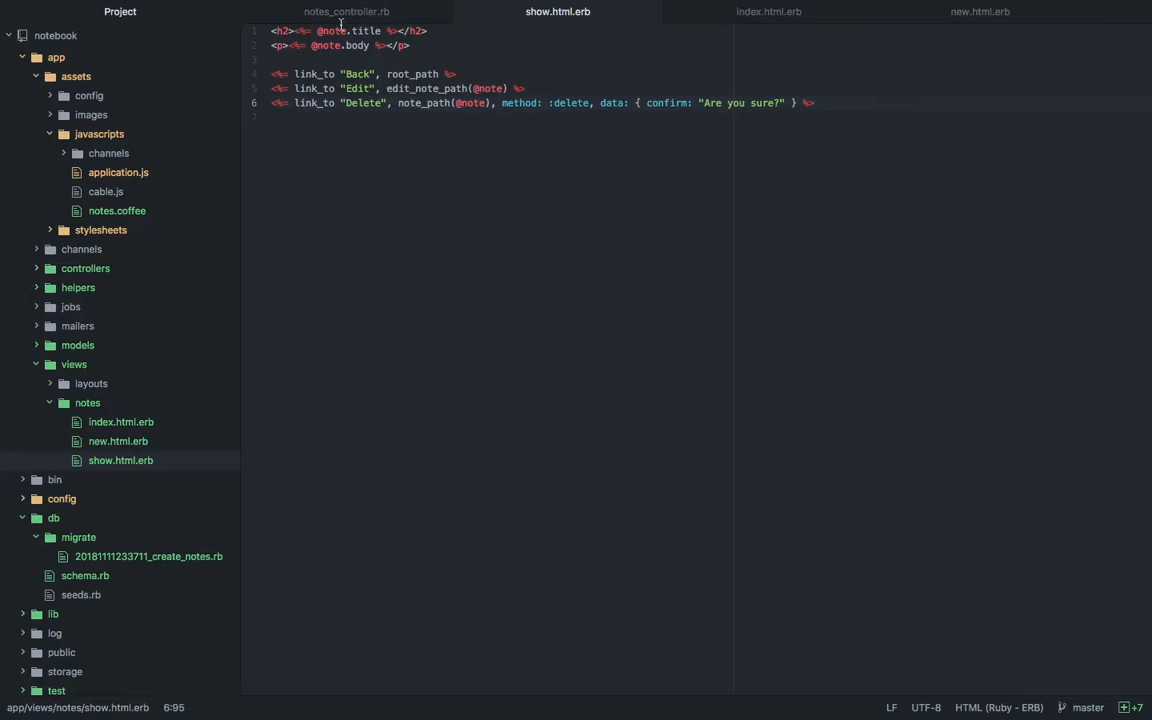 Project
notes_controller.rb
show.html.erb
index.html.erb
new.html.erb
notebook
app
assets
config
images
javascripts
channels
application.js
cable.js
notes.coffee
stylesheets
channels
controllers
helpers
jobs
mailers
models
views
layouts
notes
index.html.erb
new.html.erb
show.html.erb
bin
config
db
migrate
20181111233711_create_notes.rb
schema.rb
seeds.rb
lib
log
public
storage
test
1 <h2><%= @note.title %></h2>
2 <p><%= @note.body %></p>
3
4 <%= link_to "Back", root_path %>
5 <%= link_to "Edit", edit_note_path(@note) %>
6 <%= link_to "Delete", note_path(@note), method: :delete, data: { confirm: "Are you sure?" } %>
7
app/views/notes/show.html.erb 6:95
LF UTF-8 HTML (Ruby - ERB) master +7